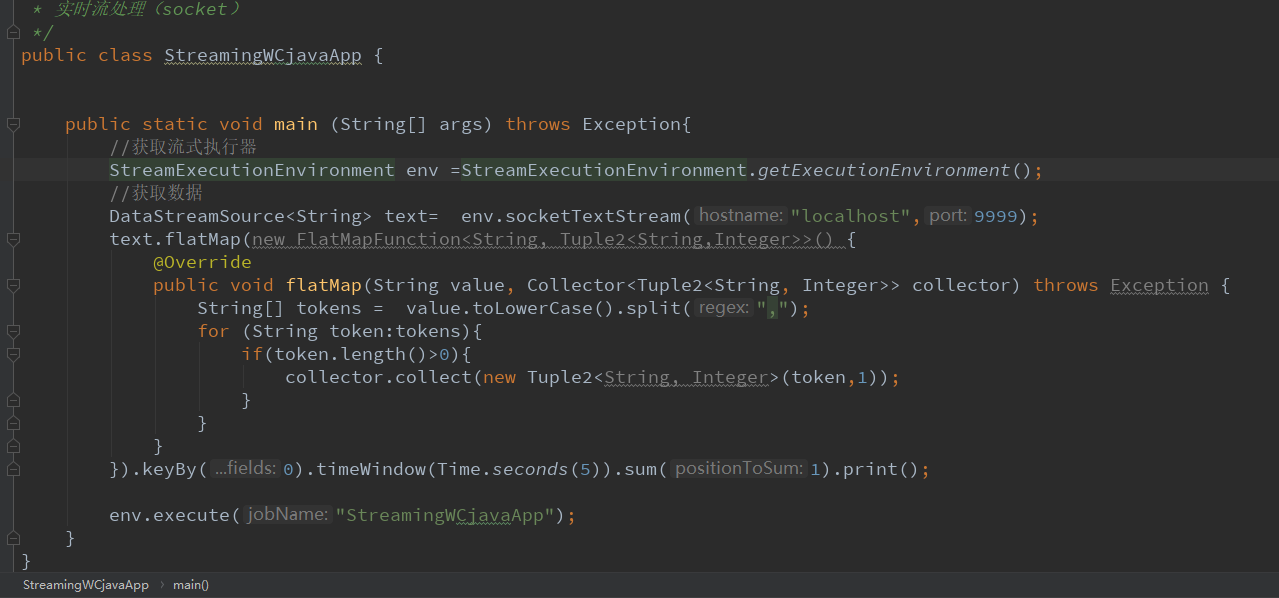 * 实时流处理（socket）
*/
public class StreamingWCjavaApp {
public static void main (String[] args) throws Exception{
//获取流式执行器
StreamExecutionEnvironment env =StreamExecutionEnvironment.getExecutionEnvironment();
//获取数据
DataStreamSource<String> text=  env.socketTextStream( hostname: "localhost", port: 9999);
text.flatMap(new FlatMapFunction<String, Tuple2<String,Integer>>() {
@Override
public void flatMap(String value, Collector<Tuple2<String, Integer>> collector) throws Exception {
String[] tokens =  value.toLowerCase().split( regex: ",");
for (String token:tokens){
if(token.length()>0){
collector.collect(new Tuple2<String, Integer>(token,1));
}
}
}
}).keyBy( ...fields: 0).timeWindow(Time.seconds(5)).sum( positionToSum: 1).print();
env.execute( jobName: "StreamingWCjavaApp");
}
}
StreamingWCjavaApp › main()